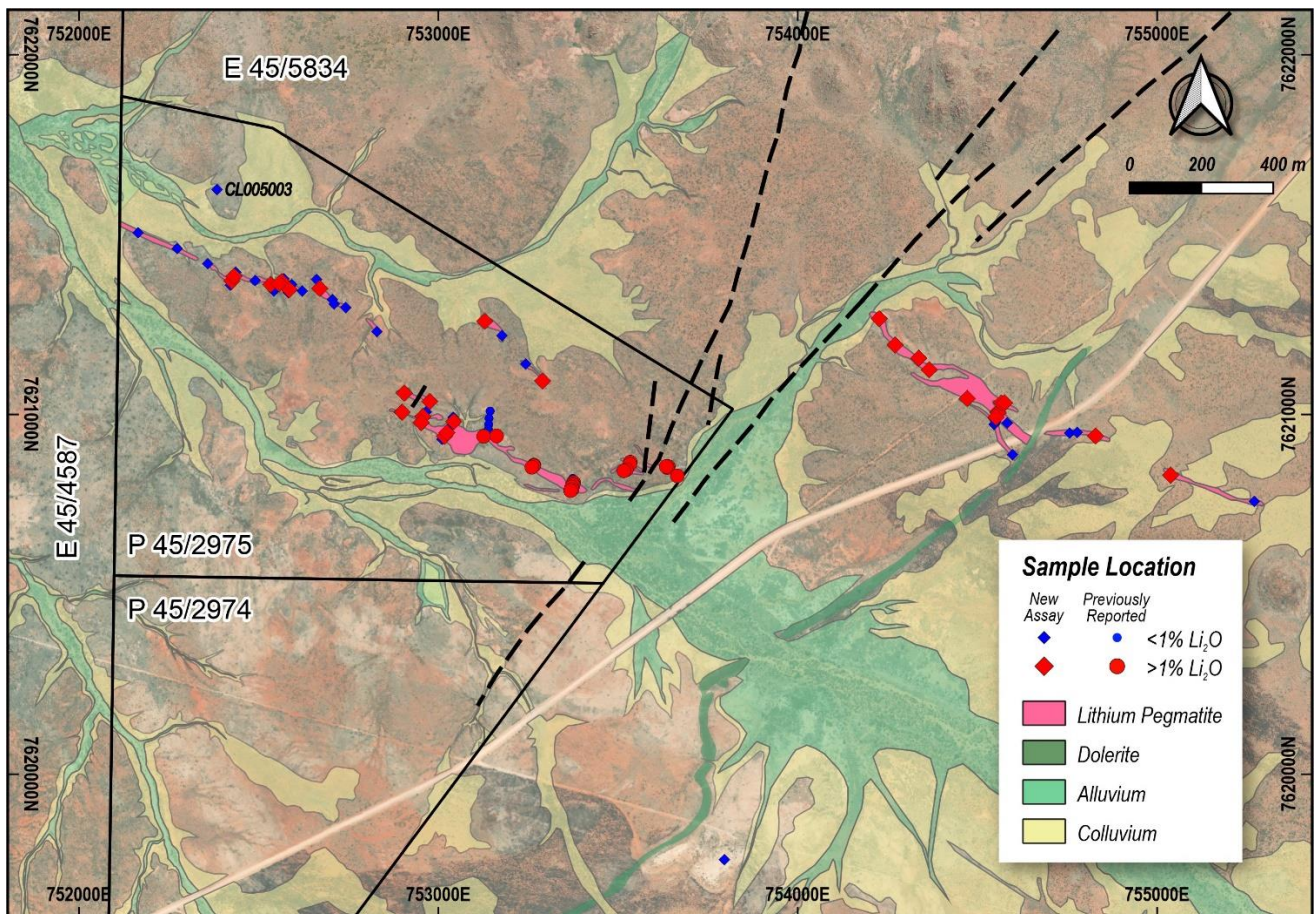 752000E
753000E
754000E
755000E
7622000N
7622000N
E 45/5834
0 200 400 m
CL005003
7621000N
7621000N
E 45/4587
P 45/2975
P 45/2974
Sample Location
New Assay
Previously Reported
<1% Li₂O
>1% Li₂O
Lithium Pegmatite
Dolerite
Alluvium
Colluvium
7620000N
7620000N
752000E
753000E
754000E
755000E